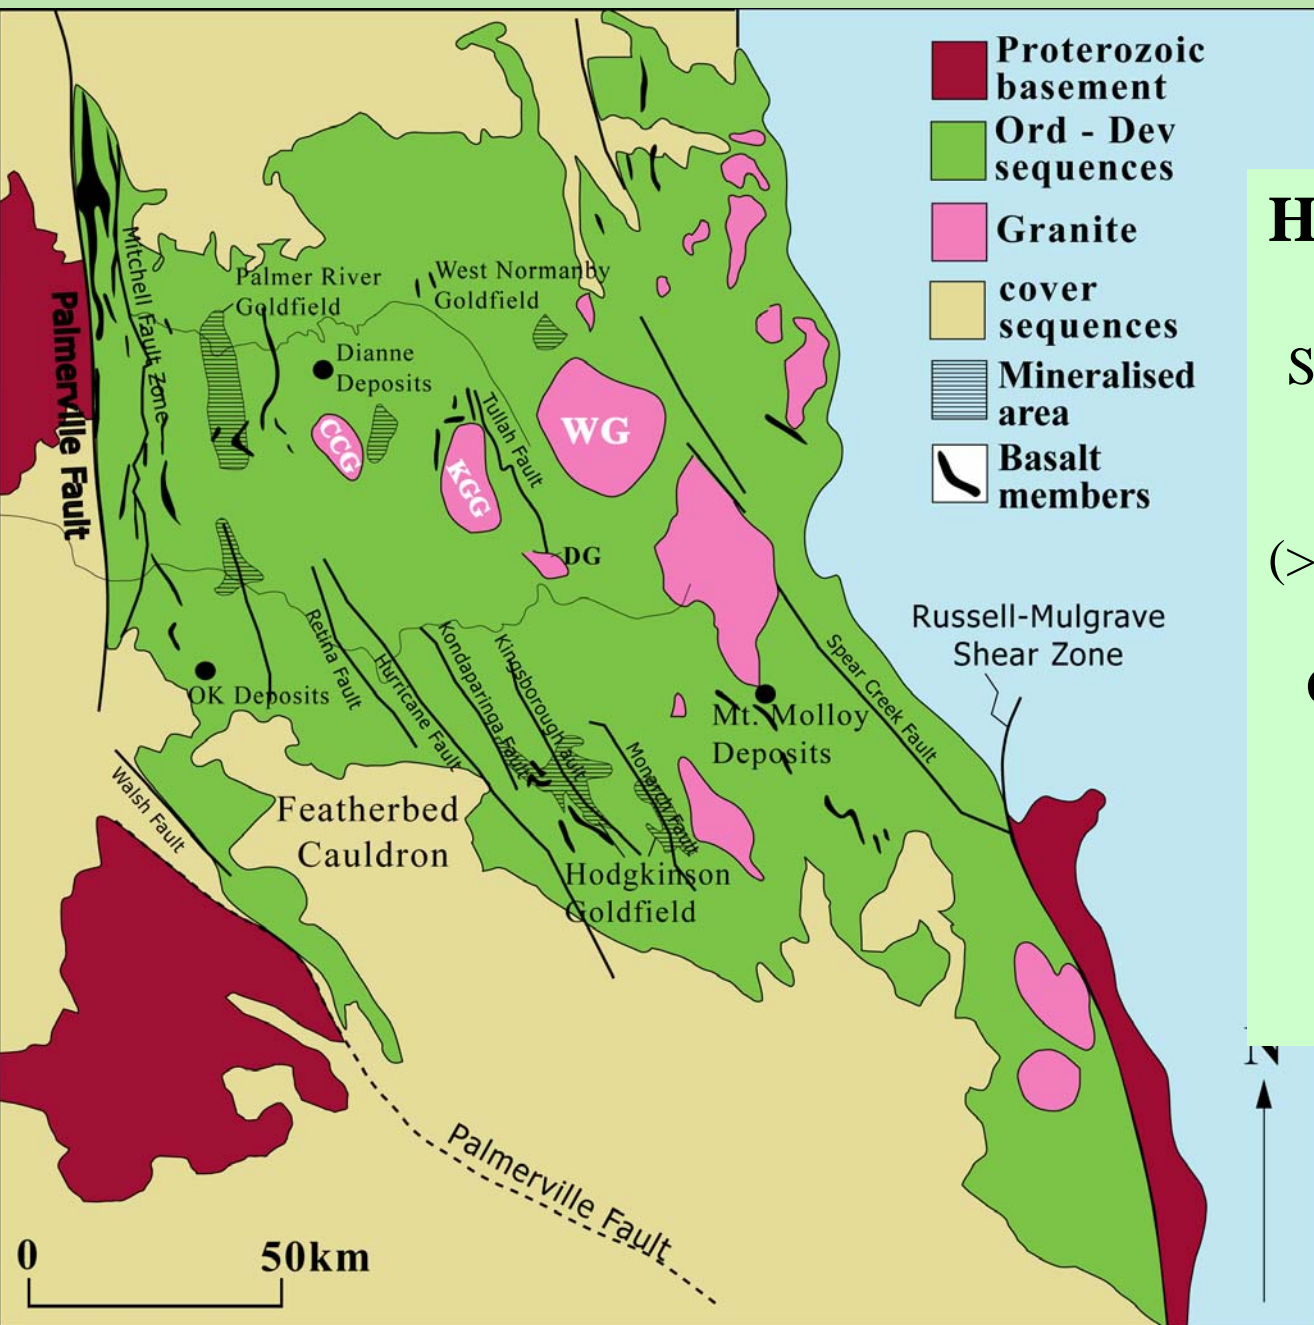 Proterozoic
basement
Ord - Dev
sequences
Granite
cover
sequences
Mineralised
area
Basalt
members
H
S
(>
N
Palmerville Fault
Mitchell Fault Zone
Palmer River
Goldfield
West Normanby
Goldfield
Dianne
Deposits
CCG
KGG
WG
Tullah Fault
DG
OK Deposits
Retina Fault
Hurricane Fault
Kondaparinga Fault
Kingsborough Fault
Monarch Fault
Mt. Molloy
Deposits
Spear Creek Fault
Russell-Mulgrave
Shear Zone
Walsh Fault
Featherbed
Cauldron
Hodgkinson
Goldfield
Palmerville Fault
0
50km